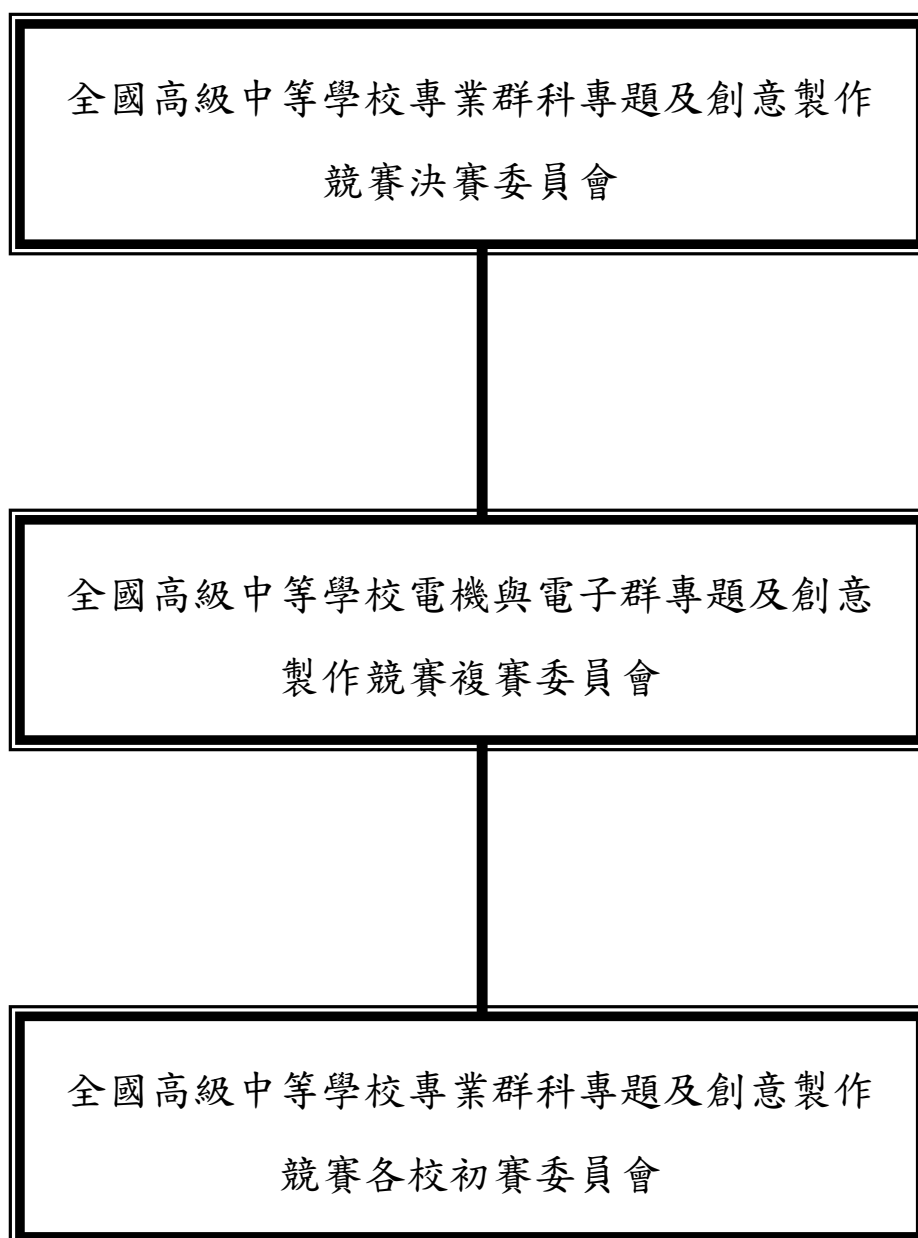 全國高級中等學校專業群科專題及創意製作
競賽決賽委員會
全國高級中等學校電機與電子群專題及創意
製作競賽複賽委員會
全國高級中等學校專業群科專題及創意製作
競賽各校初賽委員會